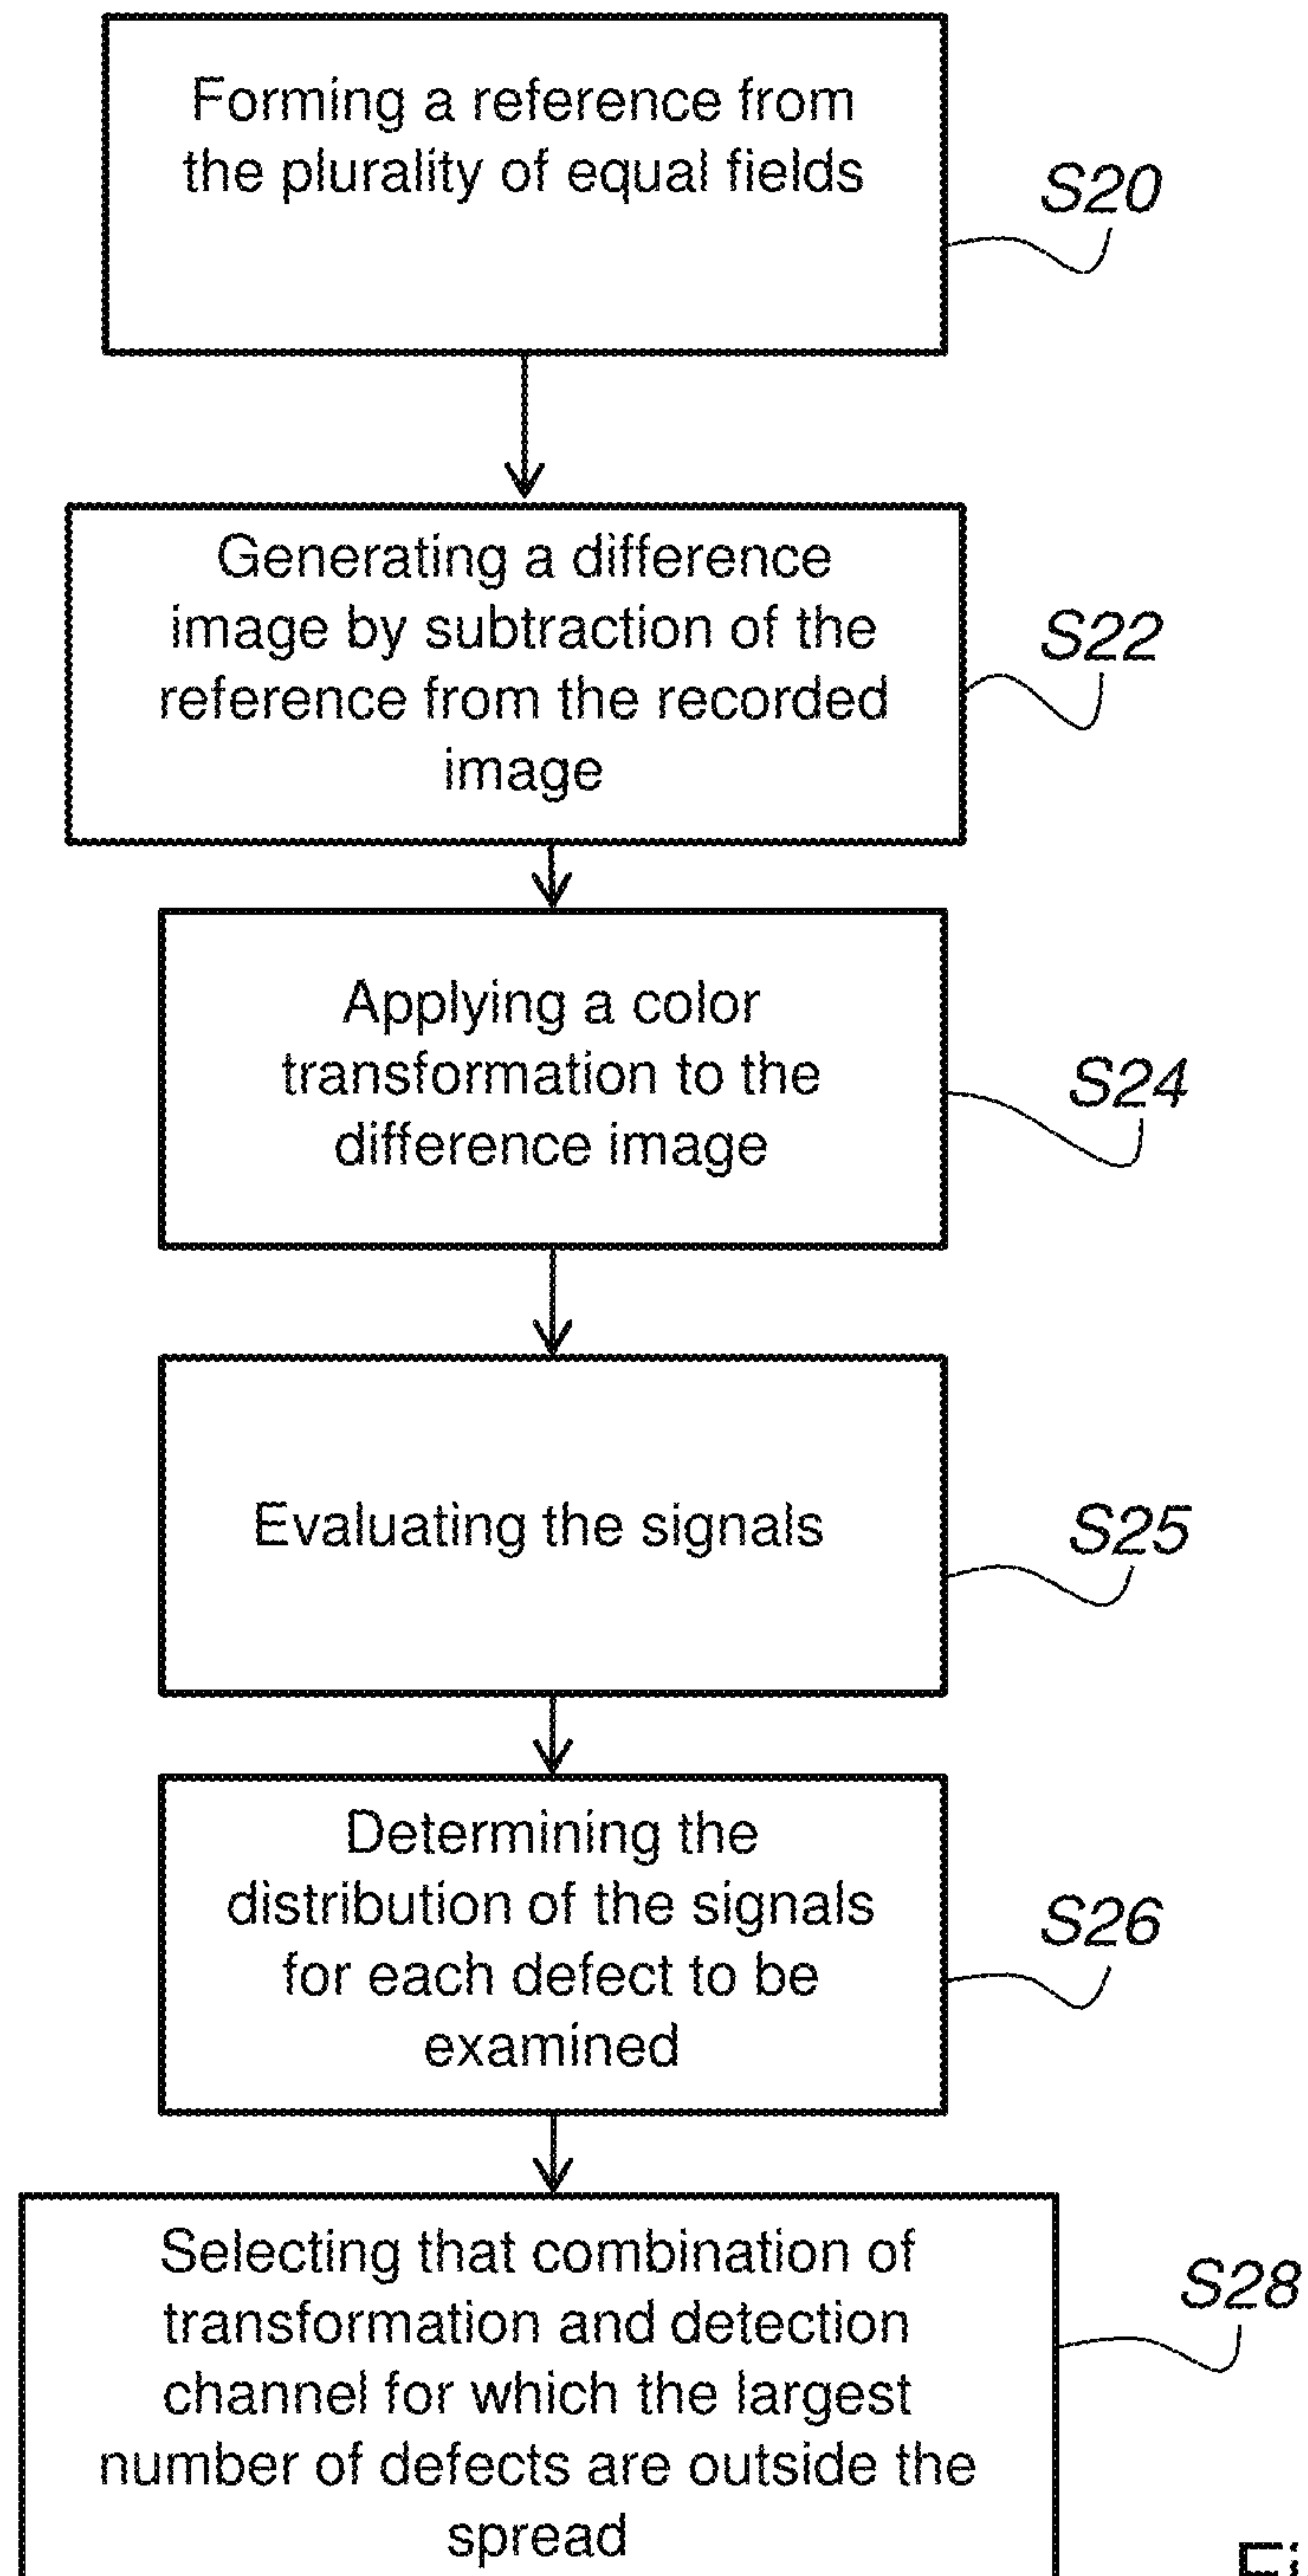 Forming a reference from
the plurality of equal fields
S20
Generating a difference
image by subtraction of the
reference from the recorded
image
S22
Applying a color
transformation to the
difference image
S24
Evaluating the signals
S25
Determining the
distribution of the signals
for each defect to be
examined
S26
Selecting that combination of
transformation and detection
channel for which the largest
number of defects are outside the
spread
S28